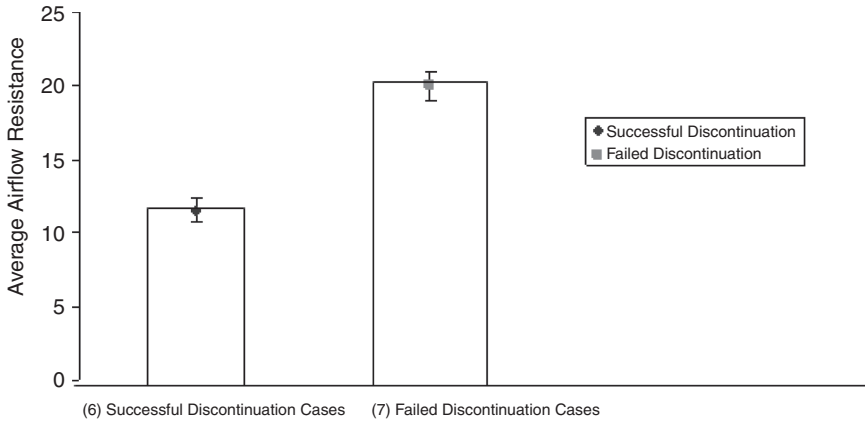 25
20
15
10
5
0
Average Airflow Resistance
Successful Discontinuation
Failed Discontinuation
(6) Successful Discontinuation Cases (7) Failed Discontinuation Cases